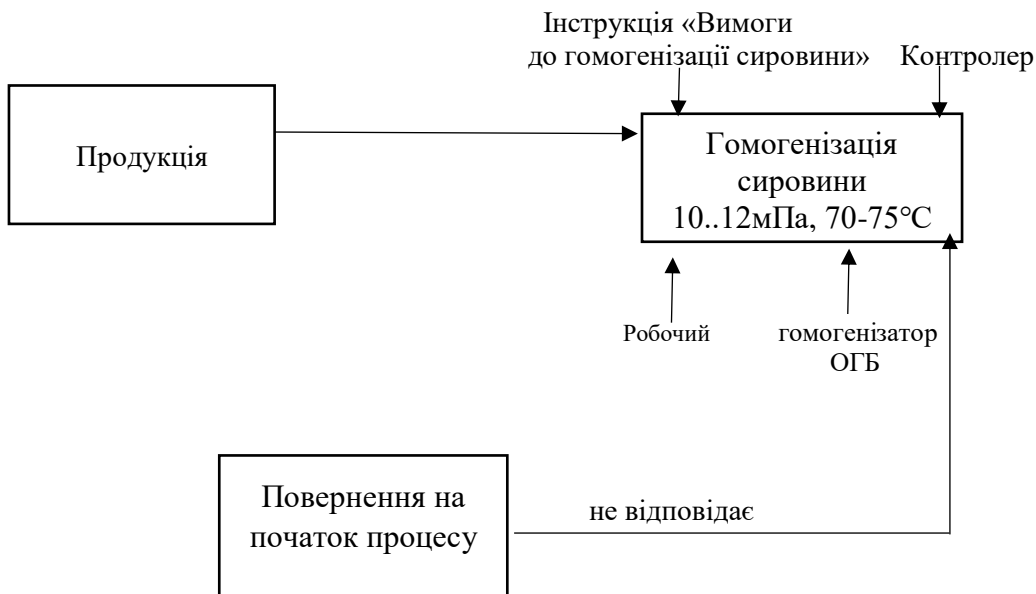 Інструкція «Вимоги
до гомогенізації сировини»
Контролер
Продукція
Гомогенізація
сировини
10..12мПа, 70-75°С
Робочий
гомогенізатор
ОГБ
Повернення на
початок процесу
не відповідає